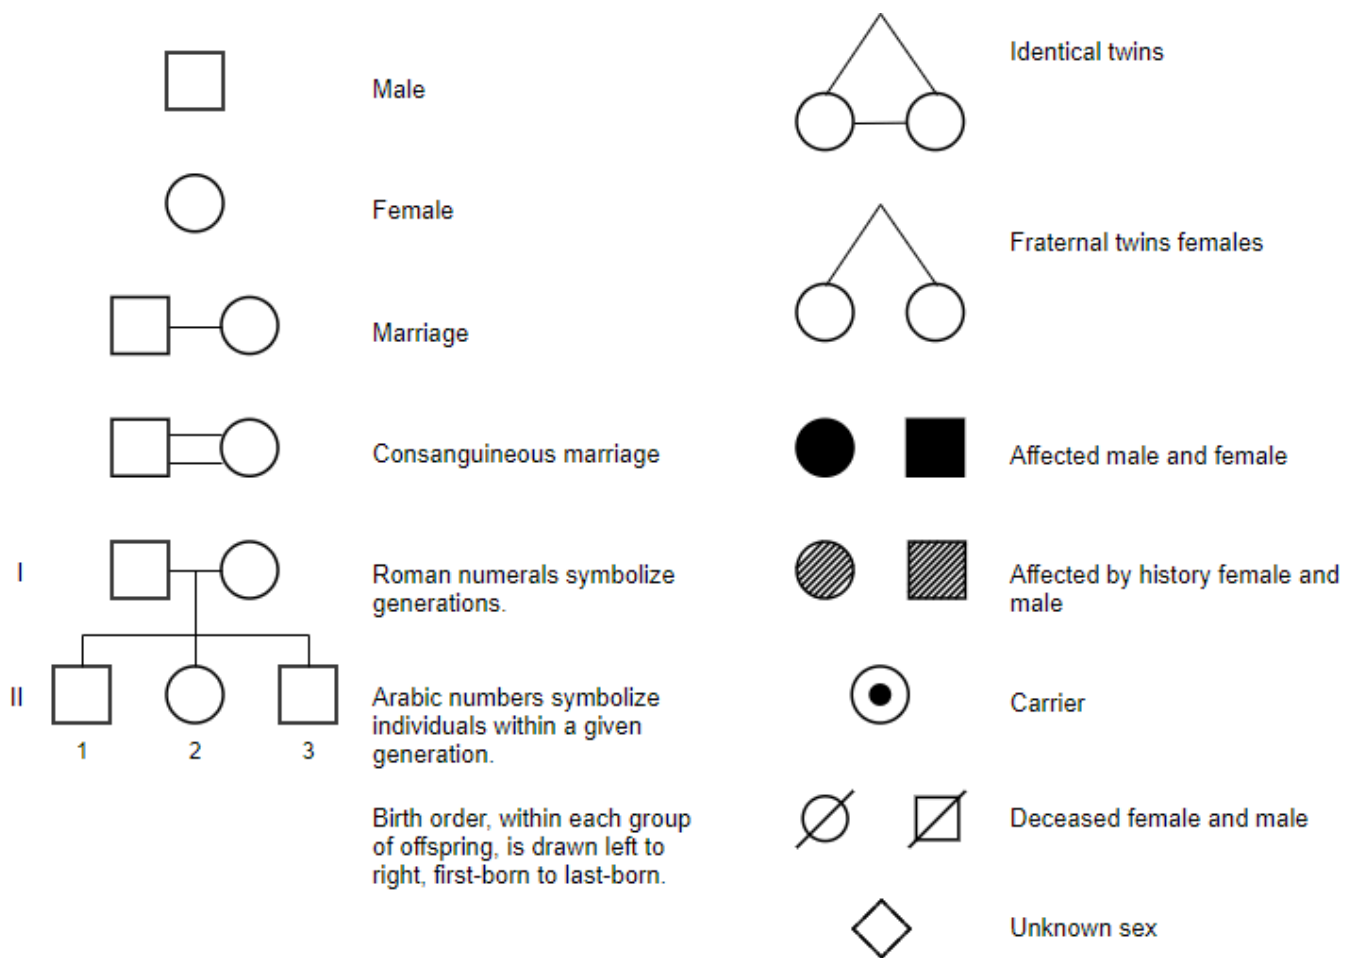 Male
Female
Marriage
Consanguineous marriage
I
Roman numerals symbolize
generations.
II
1
2
3
Arabic numbers symbolize
individuals within a given
generation.
Birth order, within each group
of offspring, is drawn left to
right, first-born to last-born.
Identical twins
Fraternal twins females
Affected male and female
Affected by history female and
male
Carrier
Deceased female and male
Unknown sex